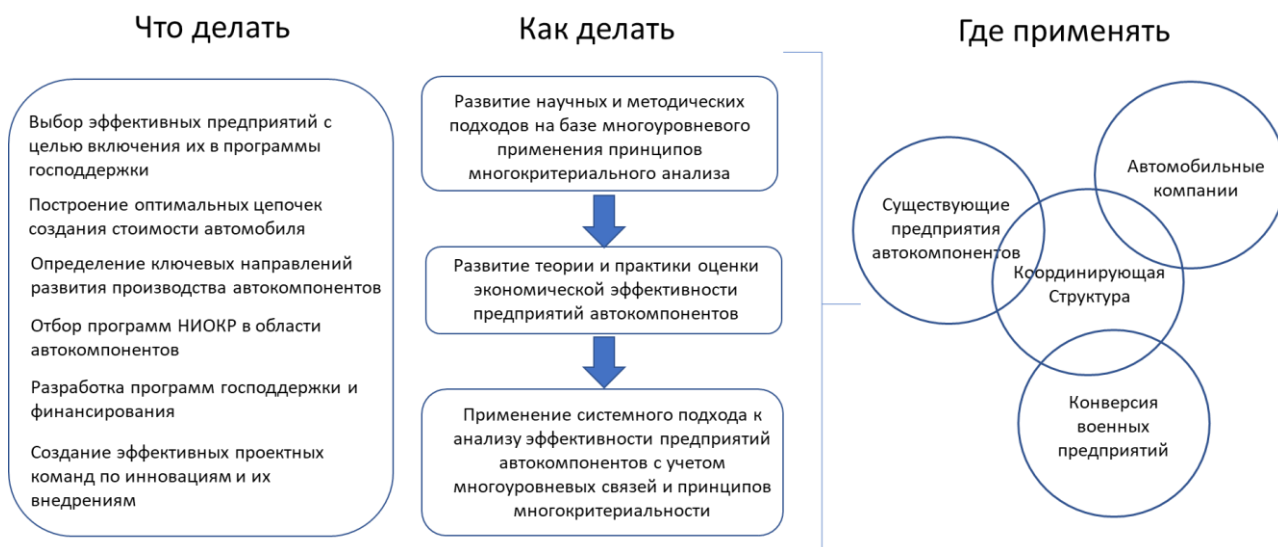 Что делать
Выбор эффективных предприятий с
целью включения их в программы
господдержки
Построение оптимальных цепочек
создания стоимости автомобиля
Определение ключевых направлений
развития производства автокомпонентов
Отбор программ НИОКР в области
автокомпонентов
Разработка программ господдержки и
финансирования
Создание эффективных проектных
команд по инновациям и их
внедрениям
Как делать
Развитие научных и методических
подходов на базе многоуровневого
применения принципов
многокритериального анализа
Развитие теории и практики оценки
экономической эффективности
предприятий автокомпонентов
Применение системного подхода к
анализу эффективности предприятий
автокомпонентов с учетом
многоуровневых связей и принципов
многокритериальности
Где применять
Автомобильные
компании
Существующие
предприятия
автокомпонентов
Координирующая
Структура
Конверсия
военных
предприятий